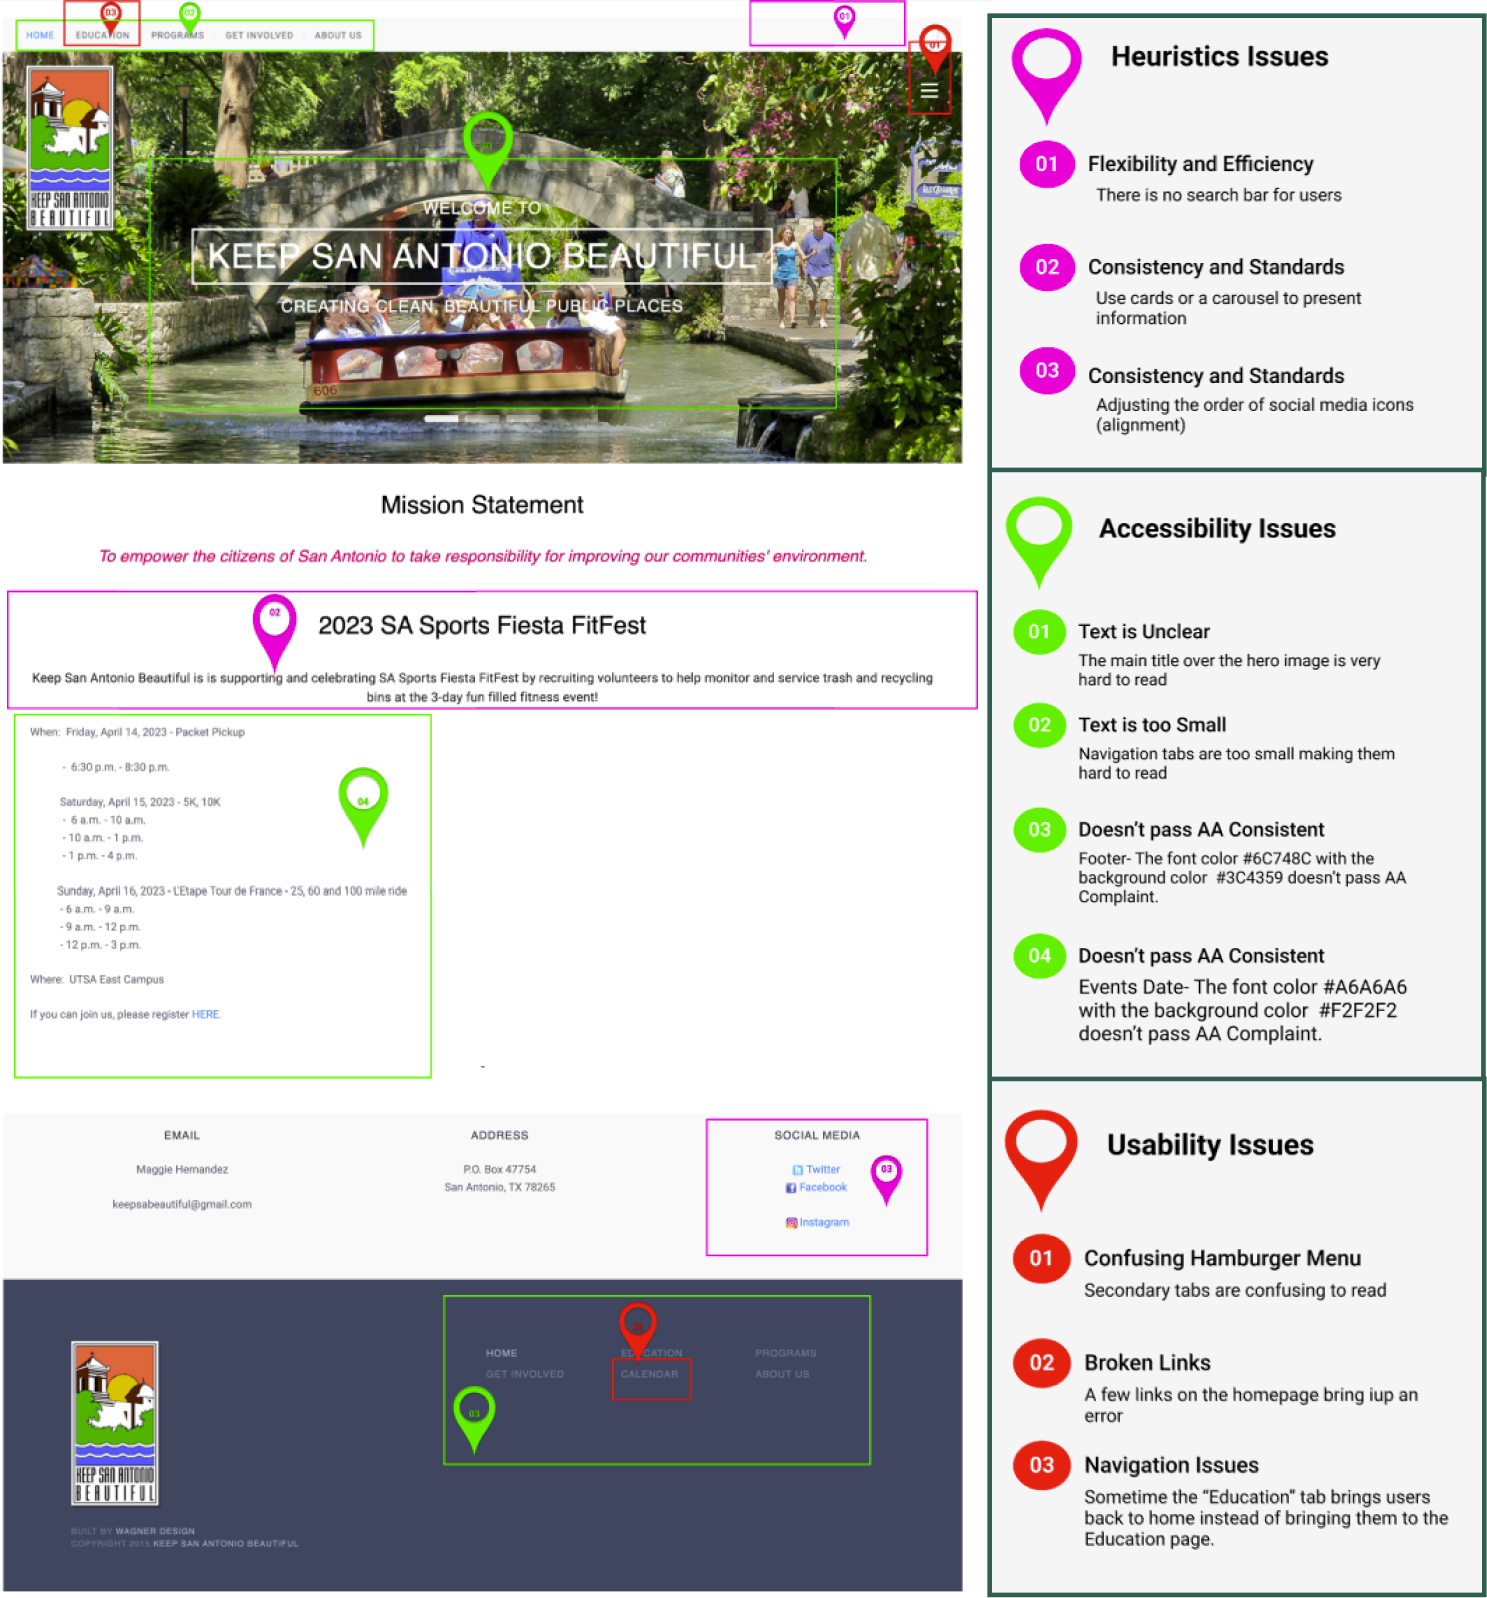 HOME EDUCATION PROGRAMS GET INVOLVED ABOUT US
03
02
01
01
KEEP SAN ANTONIO
BEAUTIFUL
01
WELCOME TO
KEEP SAN ANTONIO BEAUTIFUL
CREATING CLEAN, BEAUTIFUL PUBLIC PLACES
606
Mission Statement
To empower the citizens of San Antonio to take responsibility for improving our communities' environment.
02
2023 SA Sports Fiesta FitFest
Keep San Antonio Beautiful is is supporting and celebrating SA Sports Fiesta FitFest by recruiting volunteers to help monitor and service trash and recycling
bins at the 3-day fun filled fitness event!
When: Friday, April 14, 2023 - Packet Pickup
- 6:30 p.m. - 8:30 p.m.
04
Saturday, April 15, 2023 - 5K, 10K
- 6 a.m. - 10 a.m.
- 10 a.m. - 1 p.m.
- 1 p.m. - 4 p.m.
Sunday, April 16, 2023 - L'Etape Tour de France - 25, 60 and 100 mile ride
- 6 a.m. - 9 a.m.
- 9 a.m. - 12 p.m.
- 12 p.m. - 3 p.m.
Where: UTSA East Campus
If you can join us, please register HERE.
-
EMAIL
Maggie Hernandez
keepsabeautiful@gmail.com
ADDRESS
P.O. Box 47754
San Antonio, TX 78265
SOCIAL MEDIA
Twitter
Facebook
Instagram
03
HOME EDUCATION PROGRAMS
GET INVOLVED CALENDAR ABOUT US
03
KEEP SAN ANTONIO
BEAUTIFUL
BUILT BY WAGNER DESIGN
COPYRIGHT 2015 KEEP SAN ANTONIO BEAUTIFUL
Heuristics Issues
01 Flexibility and Efficiency
There is no search bar for users
02 Consistency and Standards
Use cards or a carousel to present
information
03 Consistency and Standards
Adjusting the order of social media icons
(alignment)
Accessibility Issues
01 Text is Unclear
The main title over the hero image is very
hard to read
02 Text is too Small
Navigation tabs are too small making them
hard to read
03 Doesn't pass AA Consistent
Footer- The font color #6C748C with the
background color #3C4359 doesn't pass AA
Complaint.
04 Doesn't pass AA Consistent
Events Date- The font color #A6A6A6
with the background color #F2F2F2
doesn't pass AA Complaint.
Usability Issues
01 Confusing Hamburger Menu
Secondary tabs are confusing to read
02 Broken Links
A few links on the homepage bring iup an
error
03 Navigation Issues
Sometime the “Education” tab brings users
back to home instead of bringing them to the
Education page.